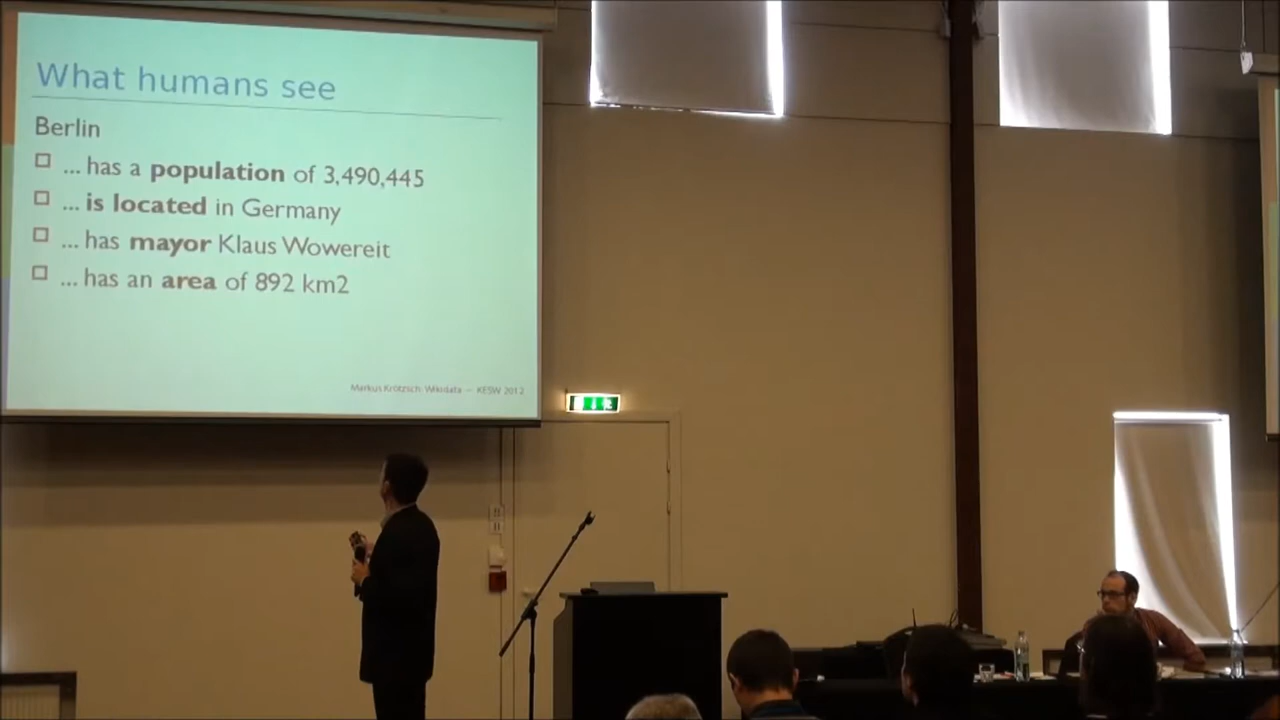 What humans see
Berlin
... has a population of 3,490,445
... is located in Germany
... has mayor Klaus Wowereit
... has an area of 892 km2
Markus Krötzsch: Wikidata — KESW 2012